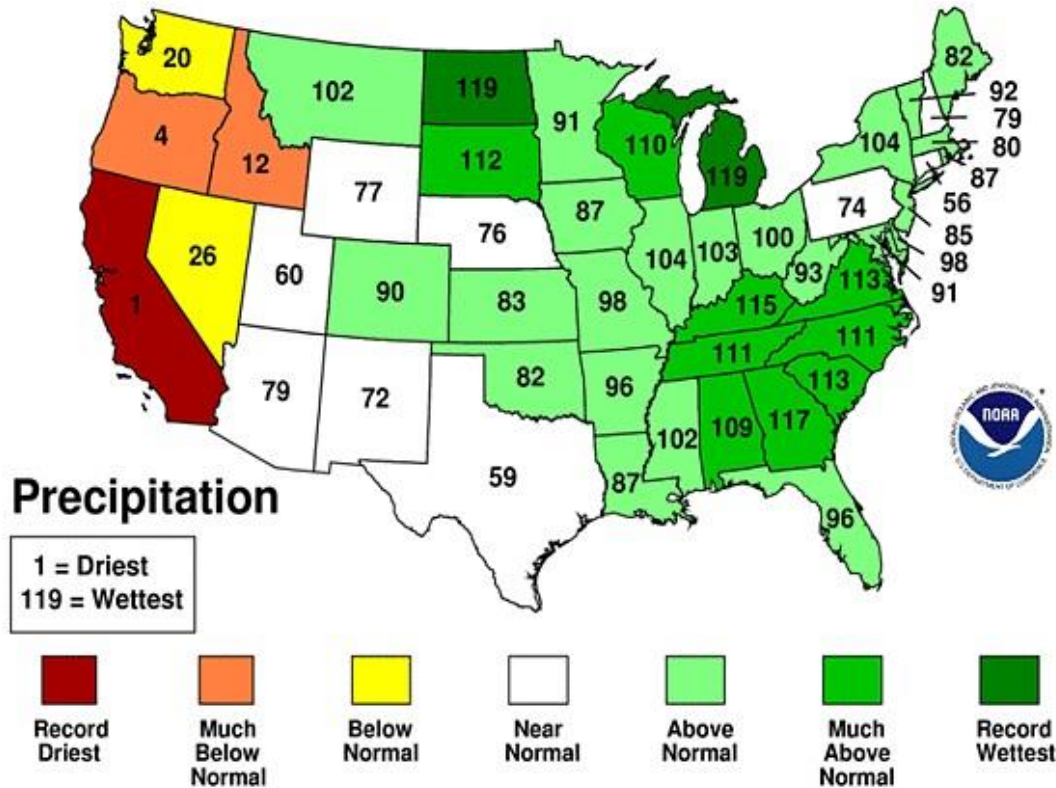 20
102
119
91
82
92
79
80
87
56
85
98
91
4
12
77
112
110
119
104
76
87
74
26
60
90
83
98
104
103
100
93
113
1
115
111
111
79
72
82
96
113
102
109
117
59
87
96
NOAA
Precipitation
1 = Driest
119 = Wettest
Record
Driest
Much
Below
Normal
Below
Normal
Near
Normal
Above
Normal
Much
Above
Normal
Record
Wettest